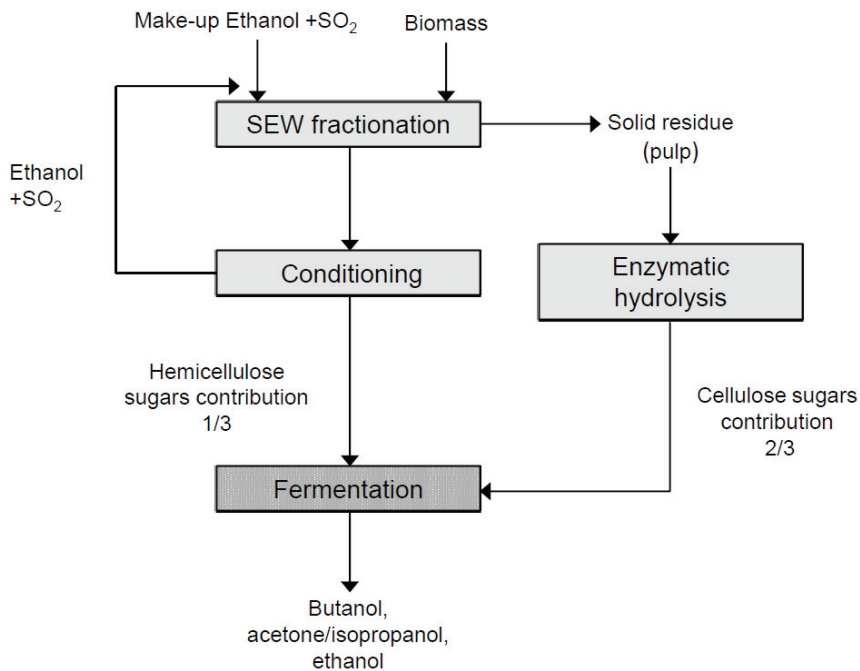 Make-up Ethanol +SO₂
Biomass
SEW fractionation
Solid residue
(pulp)
Ethanol
+SO₂
Conditioning
Enzymatic
hydrolysis
Hemicellulose
sugars contribution
1/3
Cellulose sugars
contribution
2/3
Fermentation
Butanol,
acetone/isopropanol,
ethanol